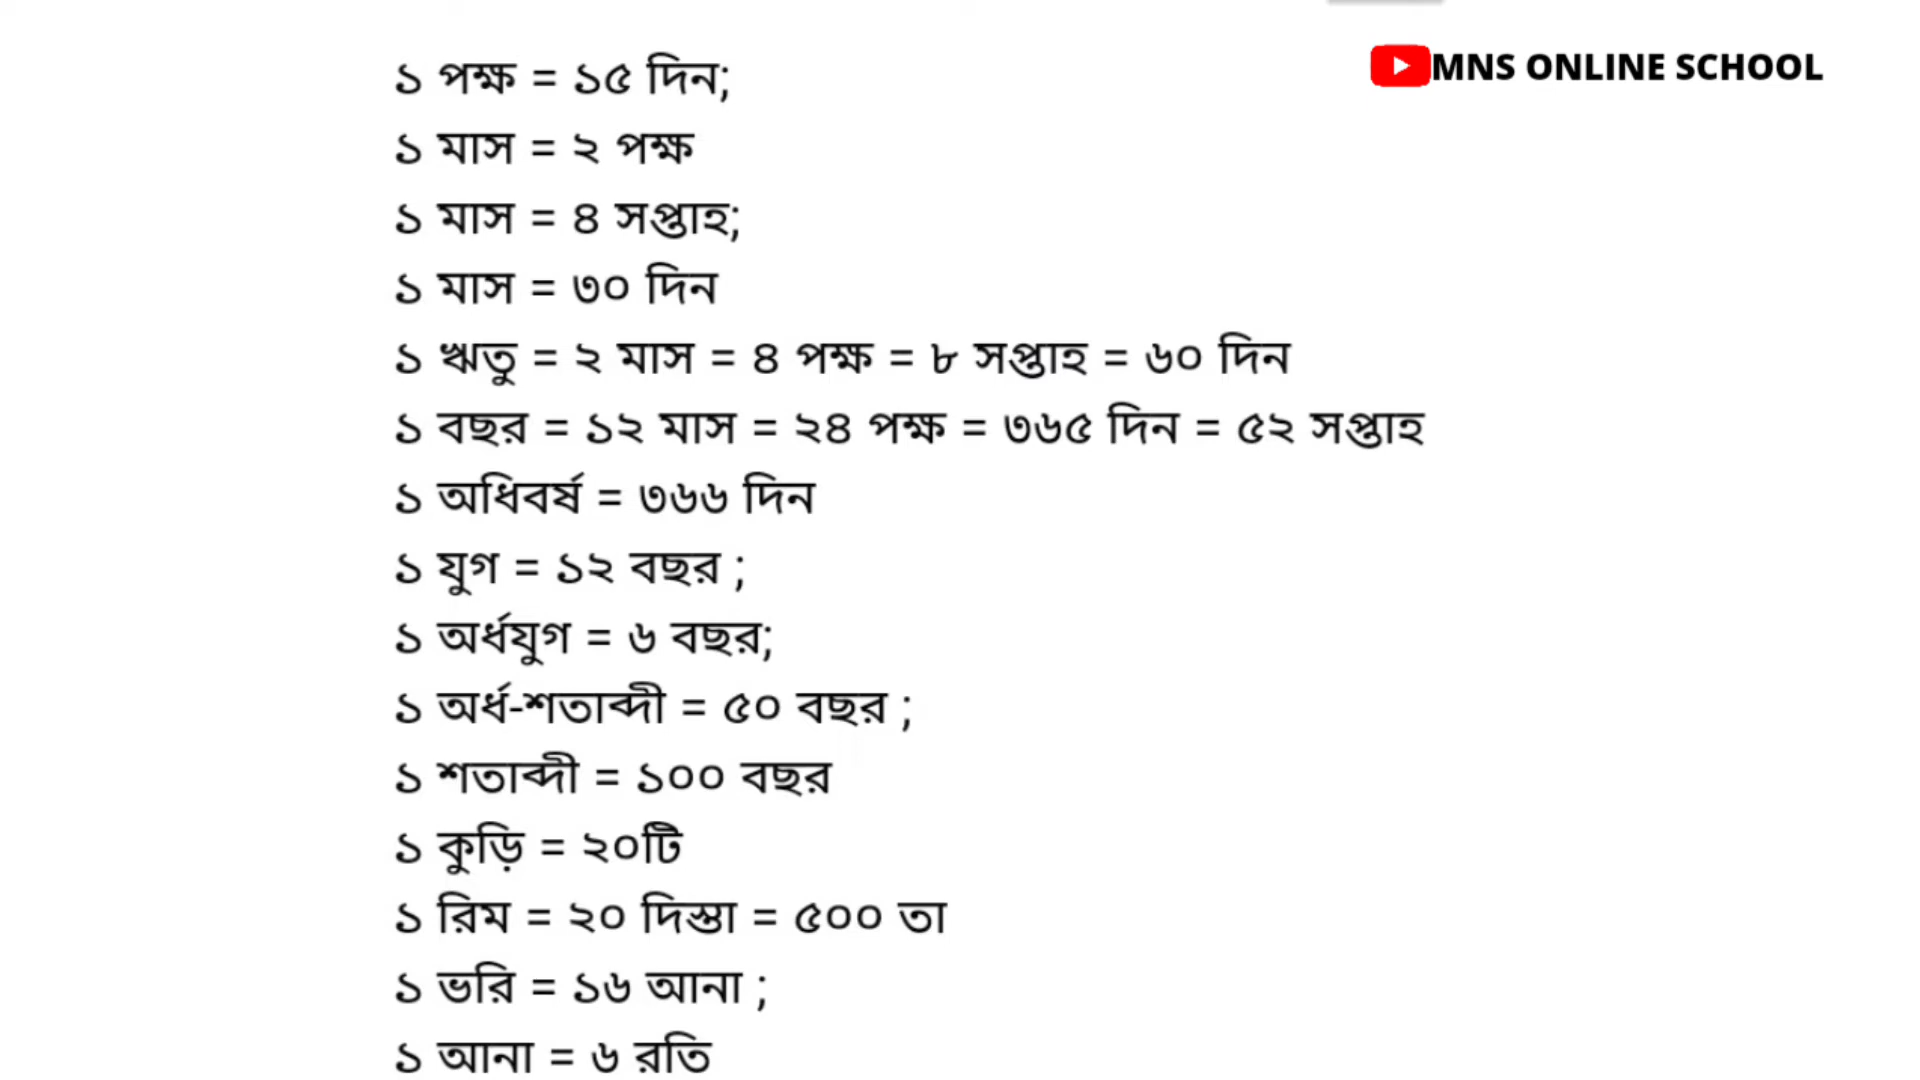 MNS ONLINE SCHOOL
১ পক্ষ = ১৫ দিন;
১ মাস = ২ পক্ষ
১ মাস = ৪ সপ্তাহ;
১ মাস = ৩০ দিন
১ ঋতু = ২ মাস = ৪ পক্ষ = ৮ সপ্তাহ = ৬০ দিন
১ বছর = ১২ মাস = ২৪ পক্ষ = ৩৬৫ দিন = ৫২ সপ্তাহ
১ অধিবর্ষ = ৩৬৬ দিন
১ যুগ = ১২ বছর ;
১ অর্ধযুগ = ৬ বছর;
১ অর্ধ-শতাব্দী = ৫০ বছর ;
১ শতাব্দী = ১০০ বছর
১ কুড়ি = ২০টি
১ রিম = ২০ দিস্তা = ৫০০ তা
১ ভরি = ১৬ আনা ;
১ আনা = ৬ রতি